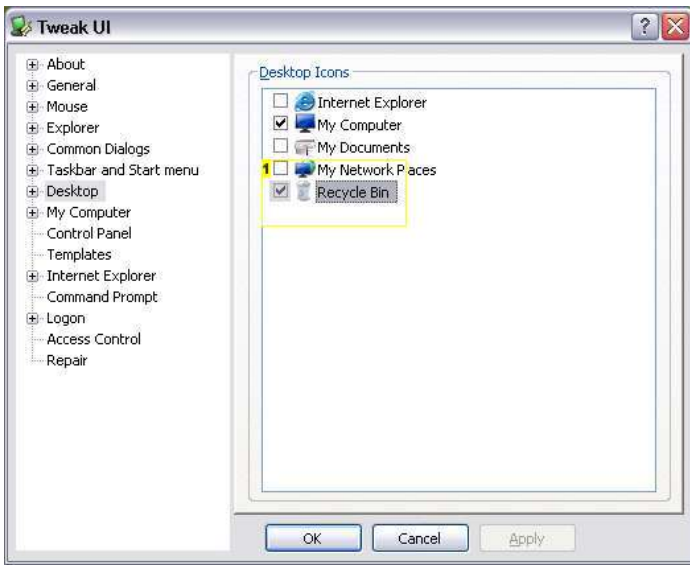 Tweak UI
About
General
Mouse
Explorer
Common Dialogs
Taskbar and Start menu
Desktop
My Computer
Control Panel
Templates
Internet Explorer
Command Prompt
Logon
Access Control
Repair
Desktop Icons
Internet Explorer
My Computer
My Documents
1 My Network Places
Recycle Bin
OK Cancel Apply